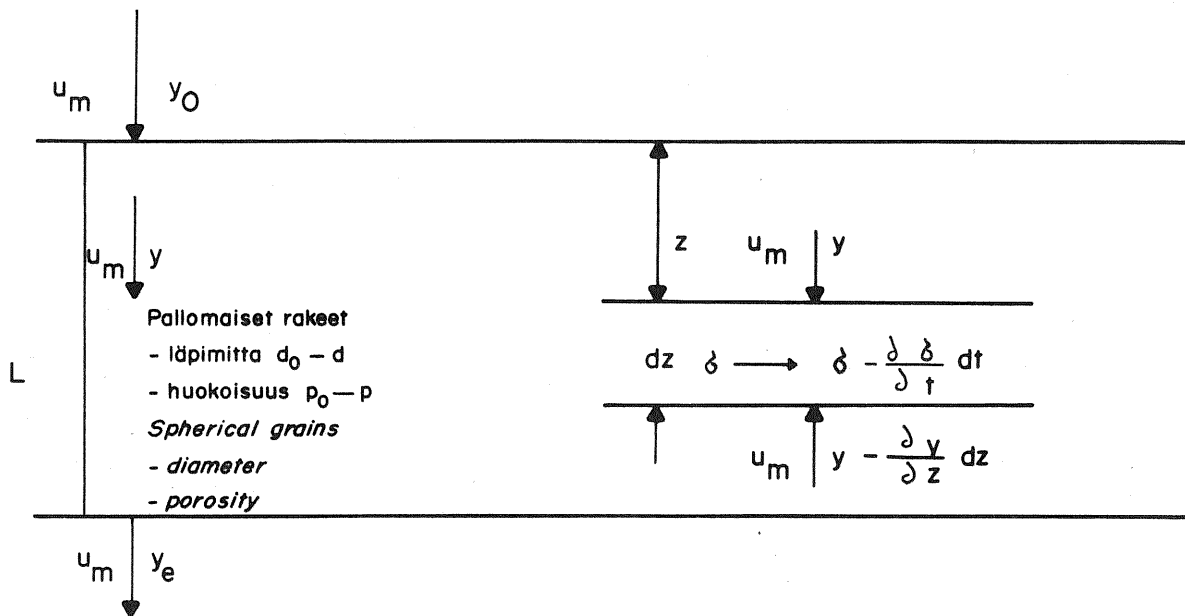 u_m y_0
u_m y
z u_m y
Pallomaiset rakeet
- läpimitta d_0 – d
- huokoisuus p_0 — p
Spherical grains
- diameter
- porosity
L
dz δ → δ - ∂δ/∂t dt
u_m y - ∂y/∂z dz
u_m y_e